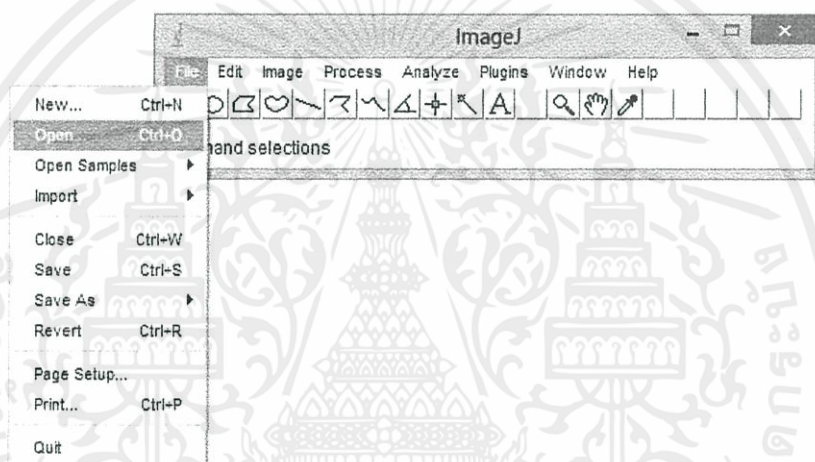 ImageJ
File Edit Image Process Analyze Plugins Window Help
A
hand selections
New... Ctrl+N
Open... Ctrl+O
Open Samples
Import
Close Ctrl+W
Save Ctrl+S
Save As
Revert Ctrl+R
Page Setup...
Print... Ctrl+P
Quit